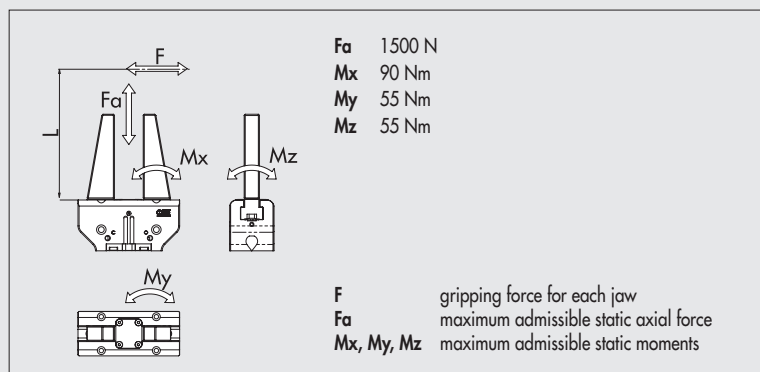 F
Fa
L
Mx
Mz
My
Fa 1500 N
Mx 90 Nm
My 55 Nm
Mz 55 Nm
F gripping force for each jaw
Fa maximum admissible static axial force
Mx, My, Mz maximum admissible static moments